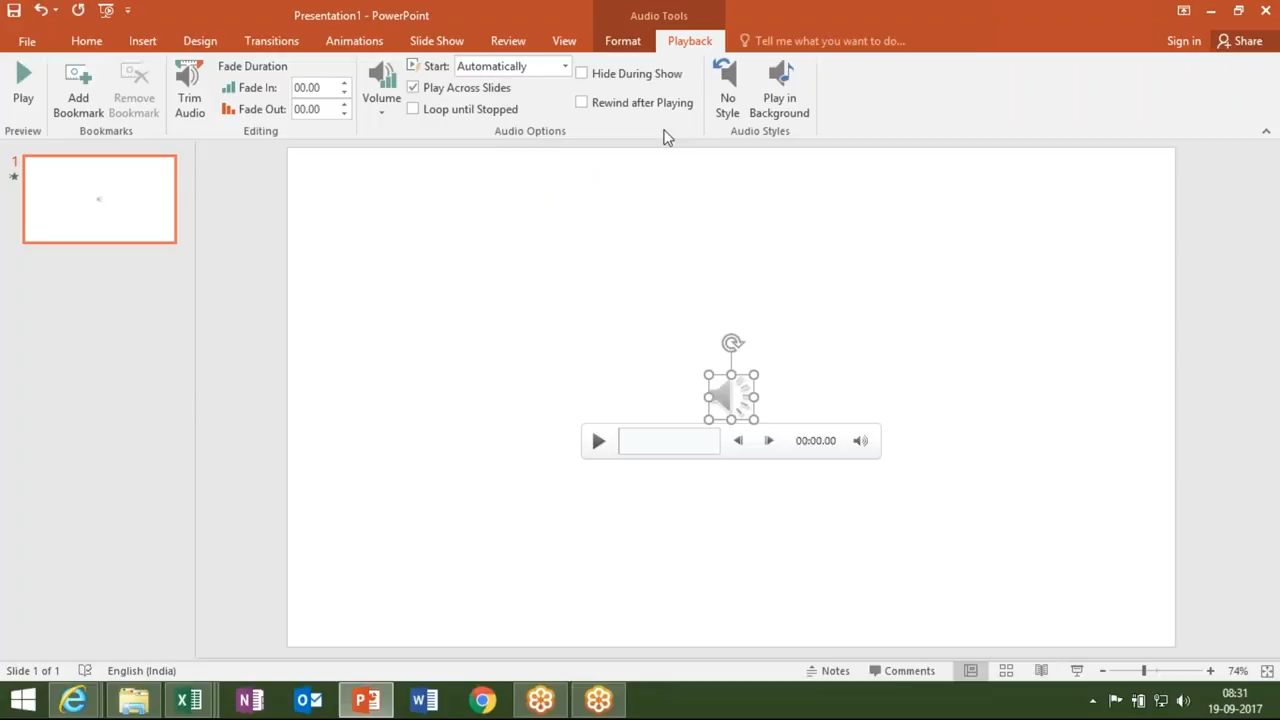 Presentation1 - PowerPoint
Audio Tools
File Home Insert Design Transitions Animations Slide Show Review View Format Playback Tell me what you want to do... Sign in Share
Play
Preview
Add Bookmark
Remove Bookmark
Bookmarks
Trim Audio
Fade Duration
Fade In: 00.00
Fade Out: 00.00
Editing
Volume
Start: Automatically
Play Across Slides
Loop until Stopped
Hide During Show
Rewind after Playing
Audio Options
No Style
Play in Background
Audio Styles
1
00:00.00
Slide 1 of 1 English (India) Notes Comments 74%
08:31
19-09-2017